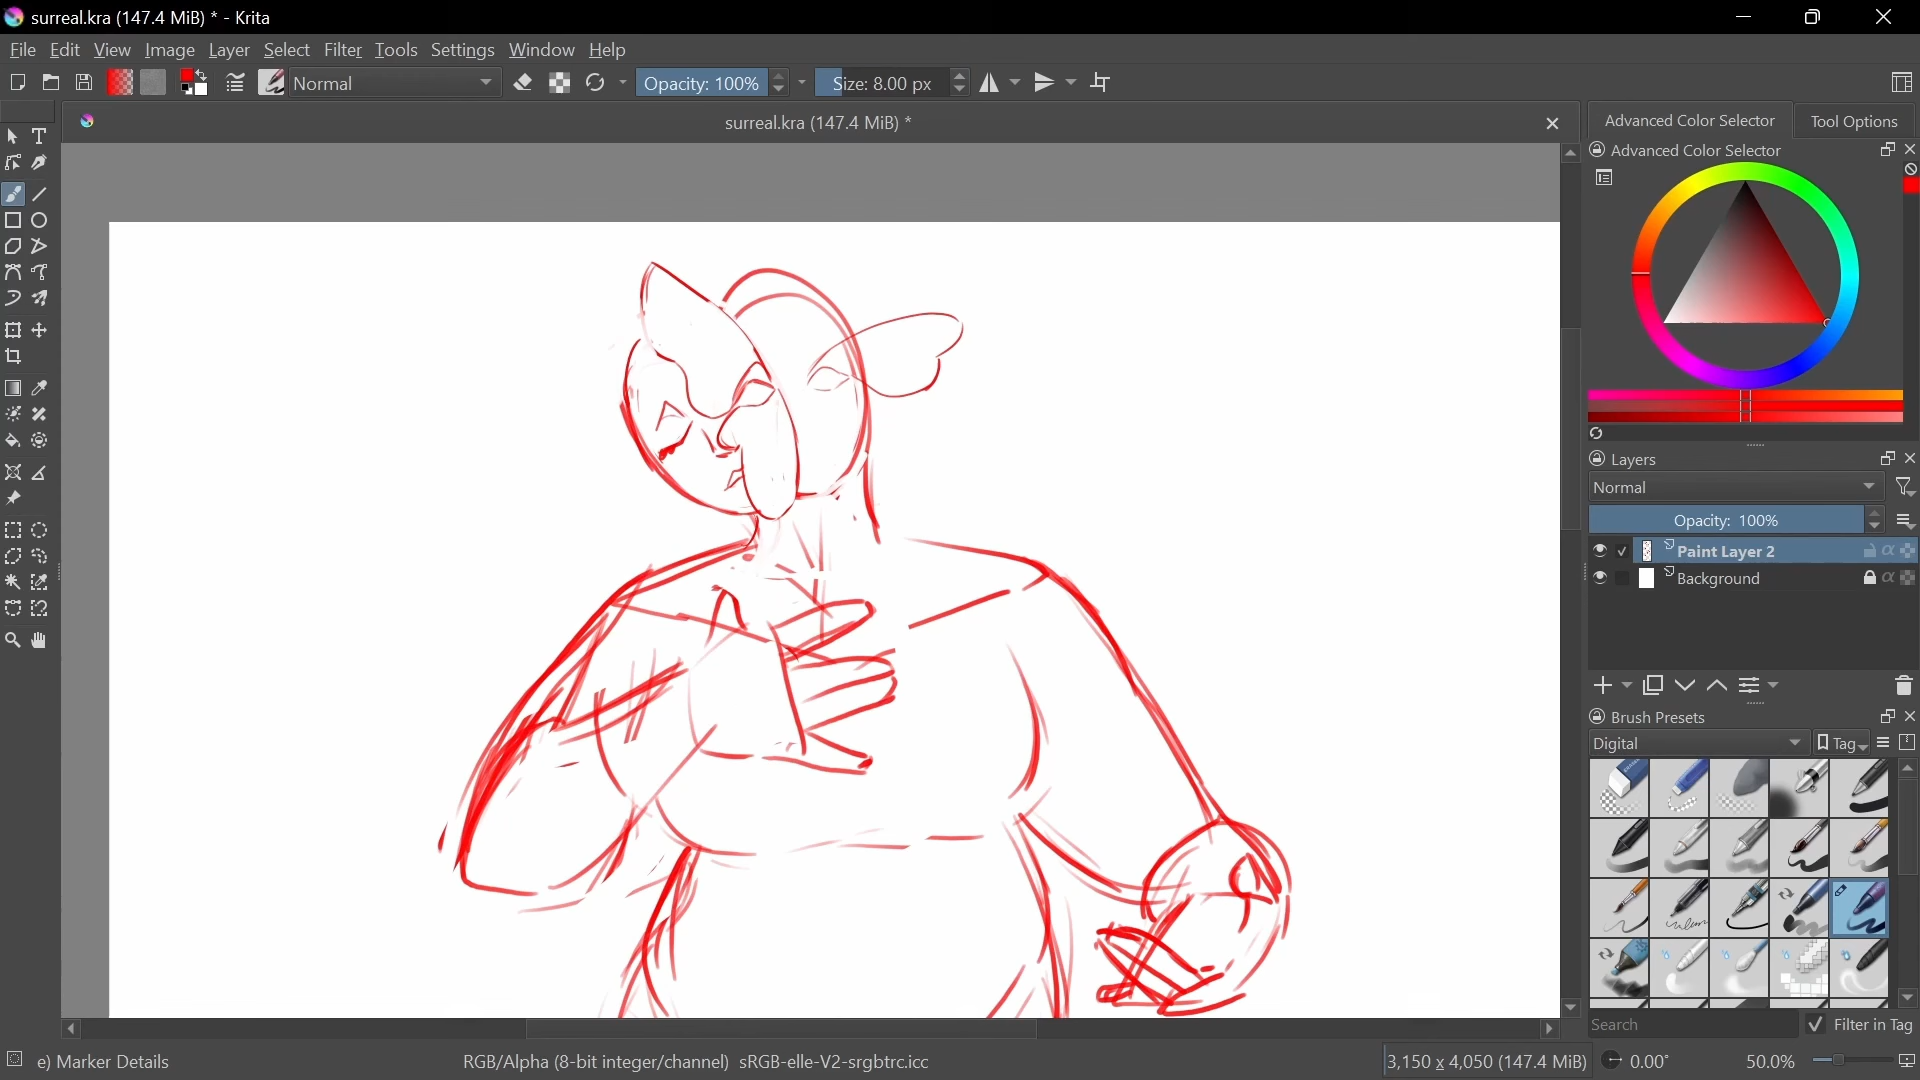 surreal.kra (147.4 MiB) * - Krita
File Edit View Image Layer Select Filter Tools Settings Window Help
Normal Opacity: 100% Size: 8.00 px
surreal.kra (147.4 MiB) *
Advanced Color Selector Tool Options
Advanced Color Selector
Layers
Normal
Opacity: 100%
Paint Layer 2
Background
Brush Presets
Digital Tag
Search Filter in Tag
e) Marker Details RGB/Alpha (8-bit integer/channel) sRGB-elle-V2-srgbtrc.icc 3,150 x 4,050 (147.4 MiB) 0.00° 50.0%